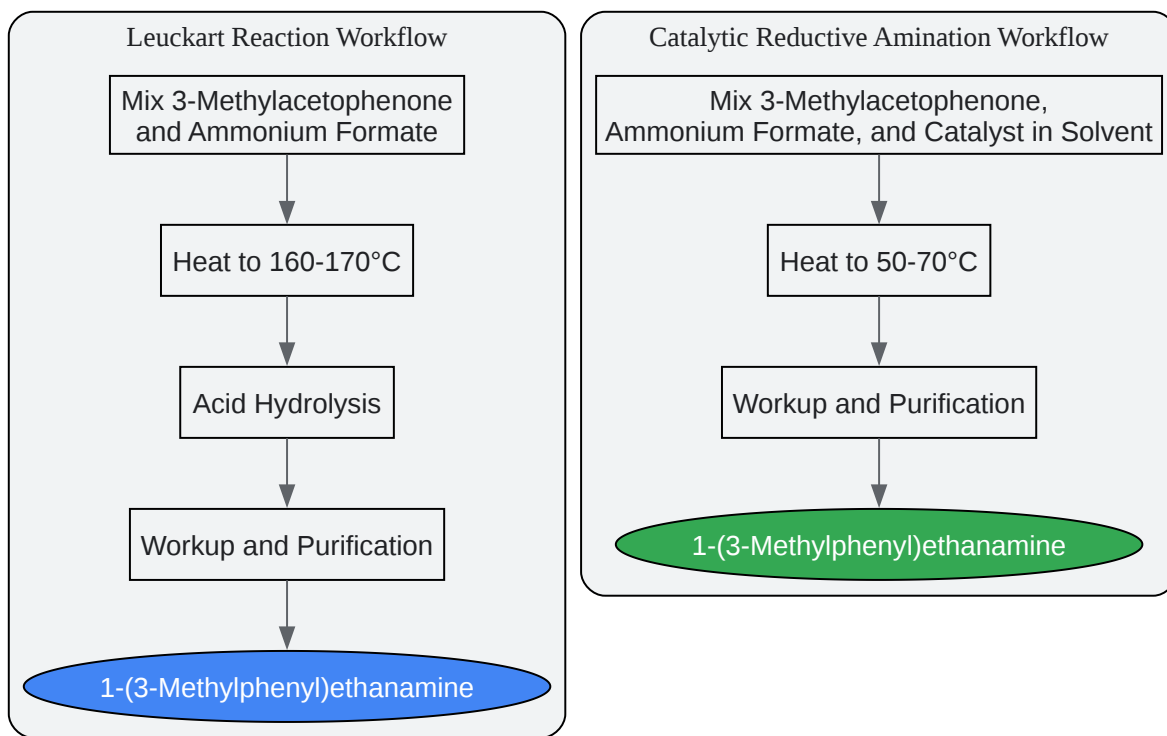 Leuckart Reaction Workflow
Mix 3-Methylacetophenone
and Ammonium Formate
Heat to 160-170°C
Acid Hydrolysis
Workup and Purification
1-(3-Methylphenyl)ethanamine
Catalytic Reductive Amination Workflow
Mix 3-Methylacetophenone,
Ammonium Formate, and Catalyst in Solvent
Heat to 50-70°C
Workup and Purification
1-(3-Methylphenyl)ethanamine